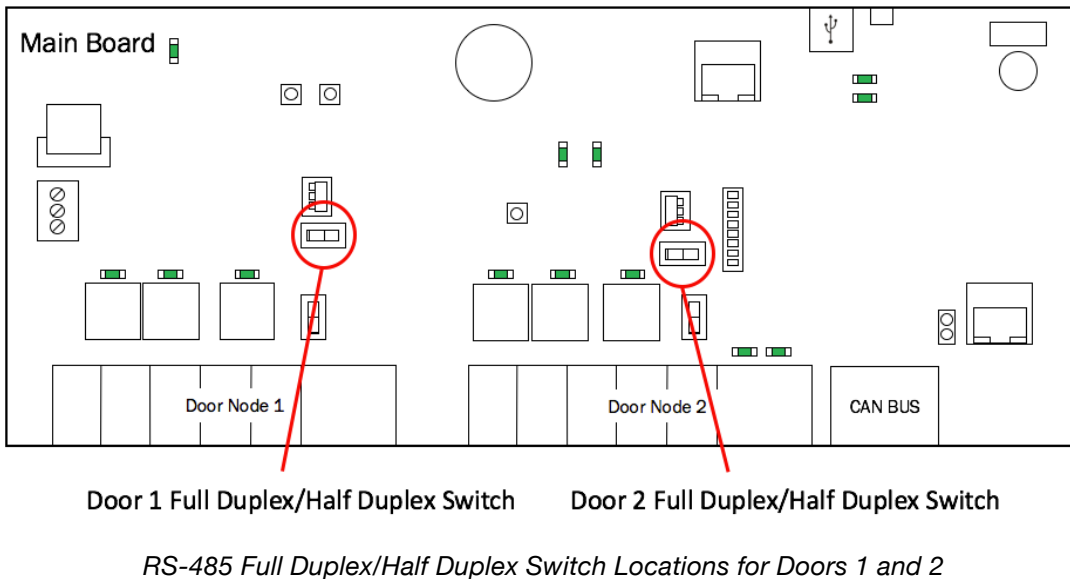 Main Board
Door Node 1
Door Node 2
CAN BUS
Door 1 Full Duplex/Half Duplex Switch
Door 2 Full Duplex/Half Duplex Switch
RS-485 Full Duplex/Half Duplex Switch Locations for Doors 1 and 2